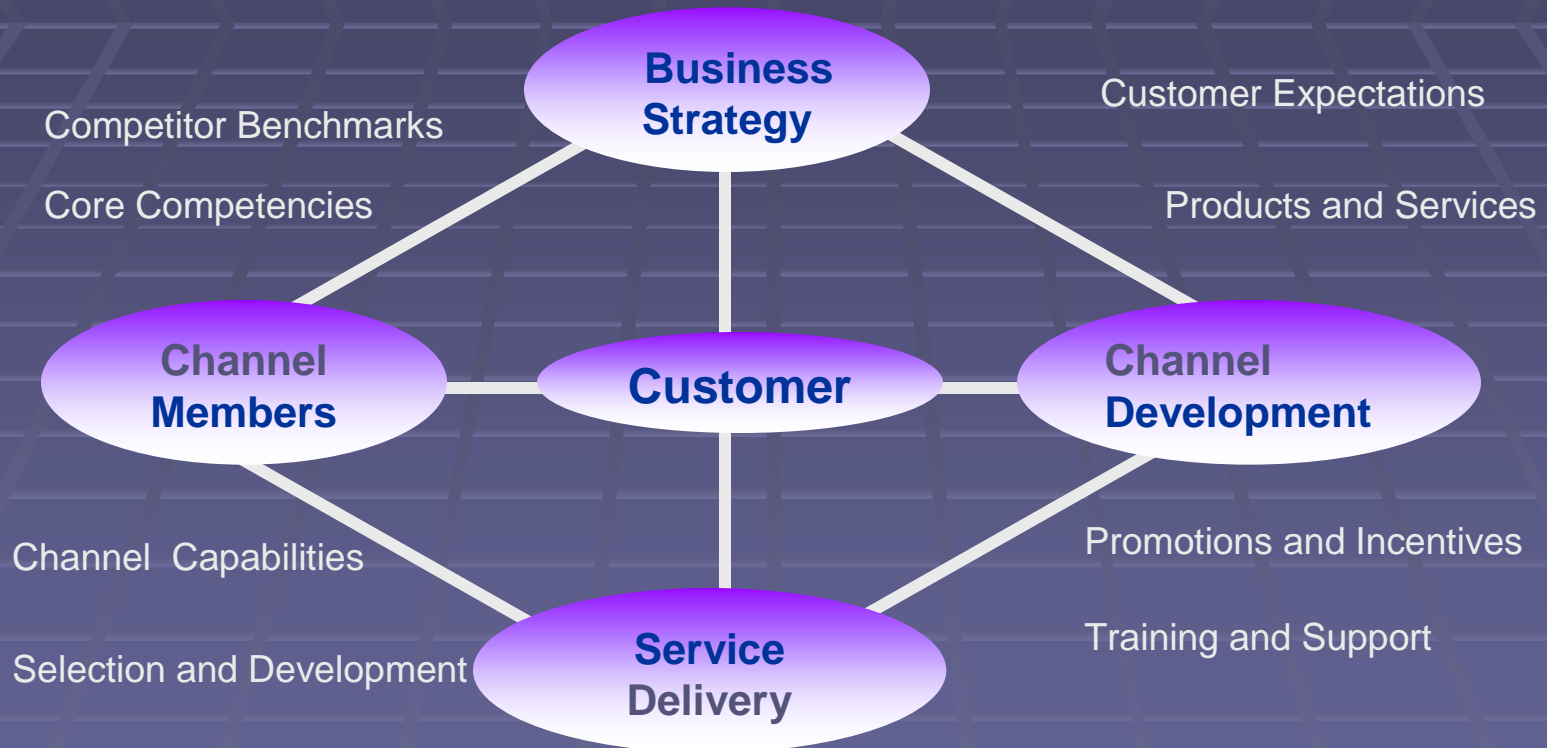 Business
Strategy
Customer Expectations
Competitor Benchmarks
Core Competencies
Products and Services
Channel
Members
Customer
Channel
Development
Channel  Capabilities
Promotions and Incentives
Selection and Development
Service
Delivery
Training and Support